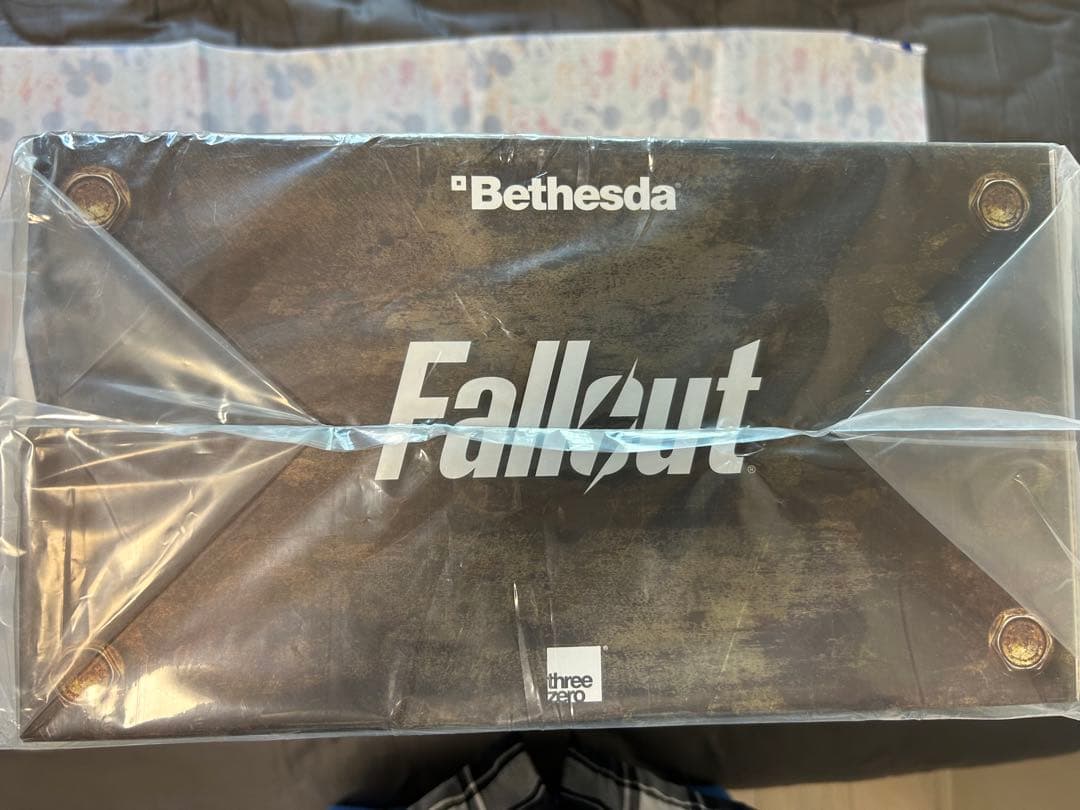 Bethesda
Fallout®
three
zero